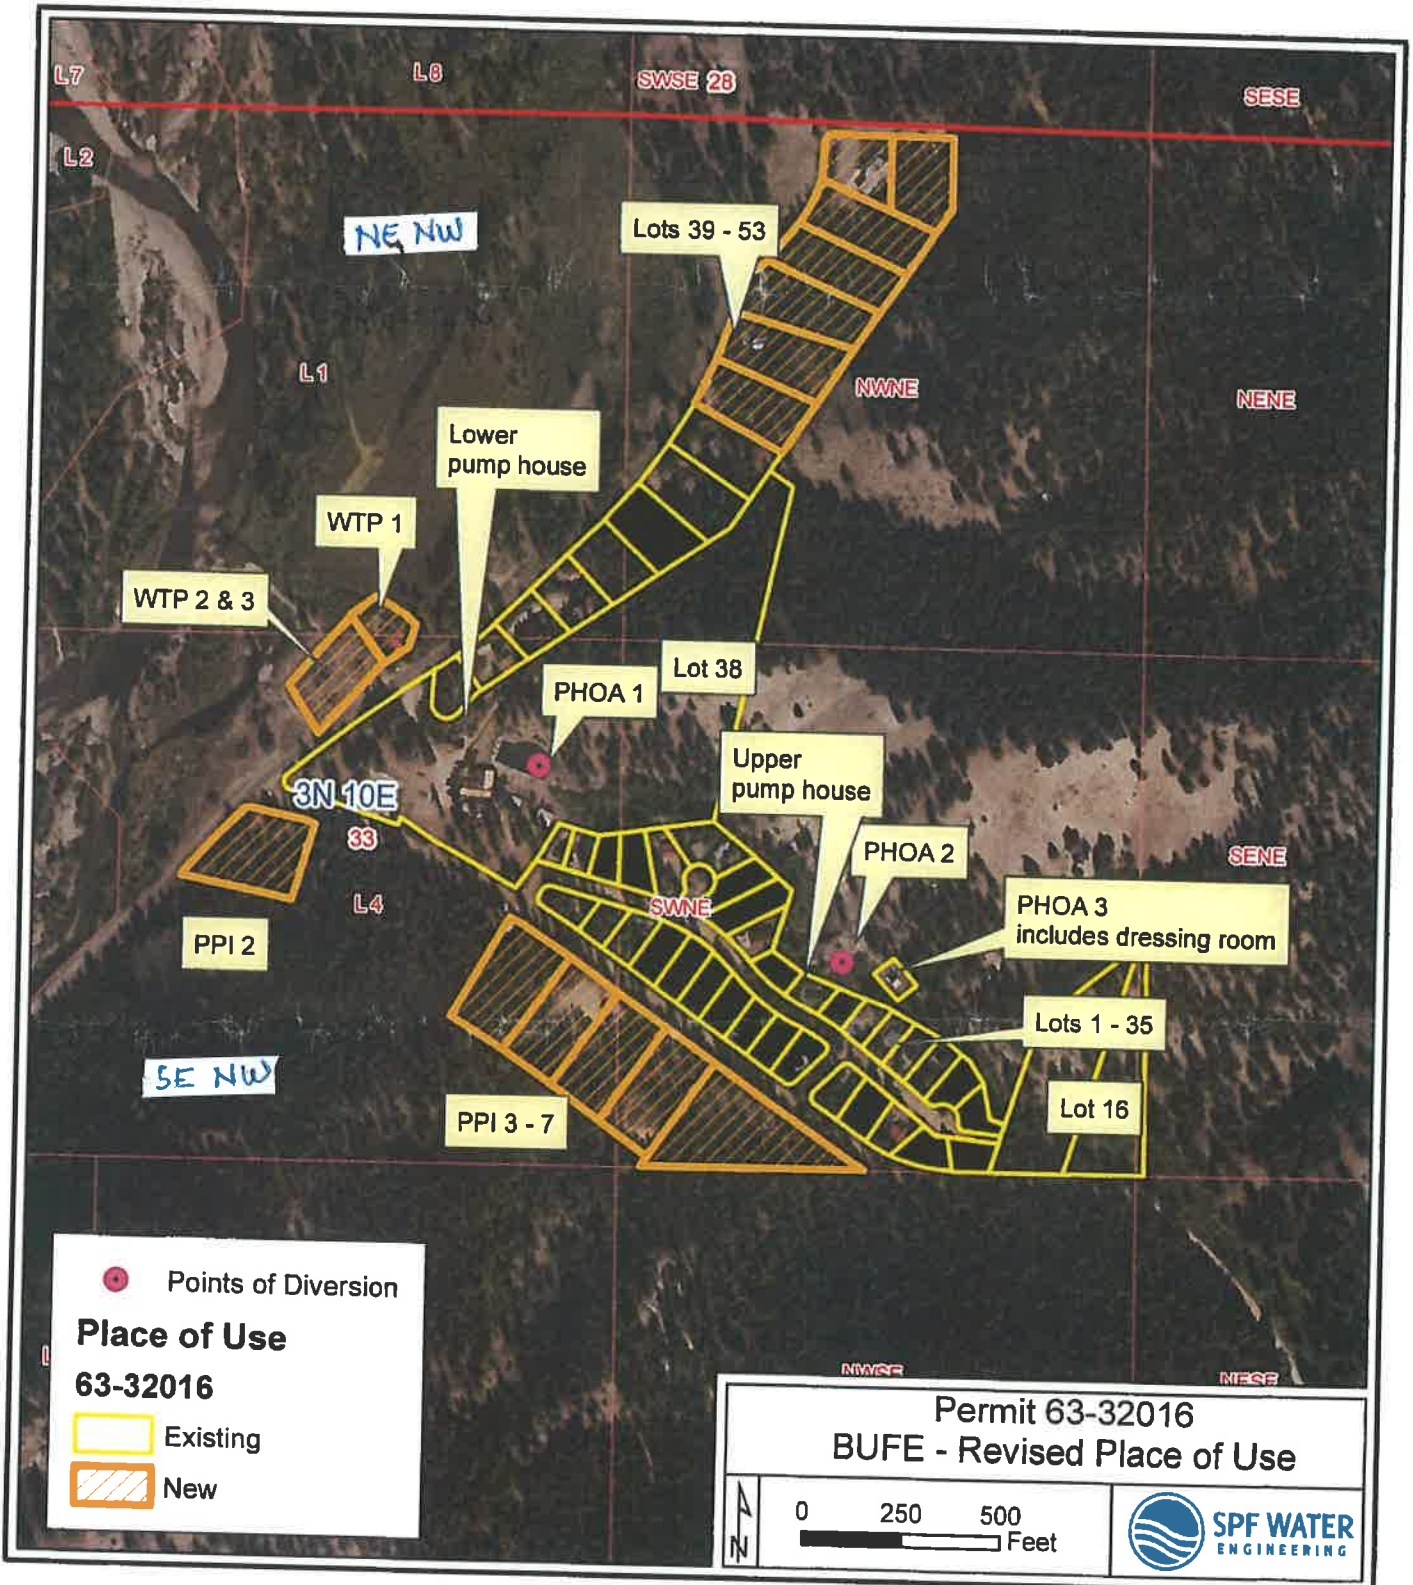 L7
L8
SWSE 28
SESE
L2
NE NW
Lots 39 - 53
L1
NWNE
NENE
Lower
pump house
WTP 1
WTP 2 & 3
Lot 38
PHOA 1
Upper
pump house
3N 10E
33
PHOA 2
SENE
L4
SWNE
PHOA 3
includes dressing room
PPI 2
Lots 1 - 35
SE NW
PPI 3 - 7
Lot 16
Points of Diversion
Place of Use
63-32016
Existing
New
NWSE
NESE
Permit 63-32016
BUFE - Revised Place of Use
N
0 250 500
Feet
SPF WATER
ENGINEERING